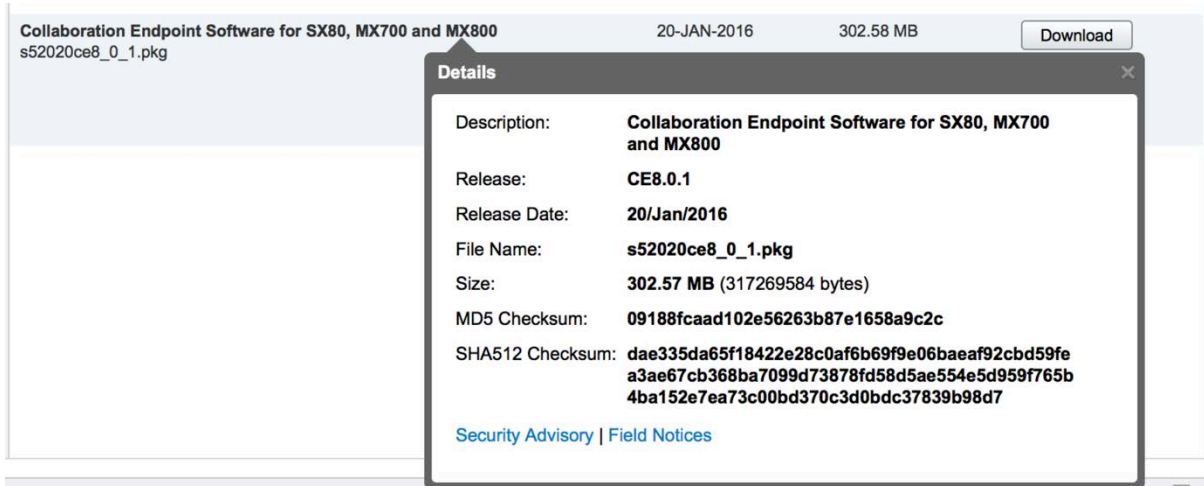 Collaboration Endpoint Software for SX80, MX700 and MX800 20-JAN-2016 302.58 MB Download
s52020ce8_0_1.pkg
Details
Description: Collaboration Endpoint Software for SX80, MX700
and MX800
Release: CE8.0.1
Release Date: 20/Jan/2016
File Name: s52020ce8_0_1.pkg
Size: 302.57 MB (317269584 bytes)
MD5 Checksum: 09188fcaad102e56263b87e1658a9c2c
SHA512 Checksum: dae335da65f18422e28c0af6b69f9e06baeaf92cbd59fe
a3ae67cb368ba7099d73878fd58d5ae554e5d959f765b
4ba152e7ea73c00bd370c3d0bdc37839b98d7
Security Advisory | Field Notices